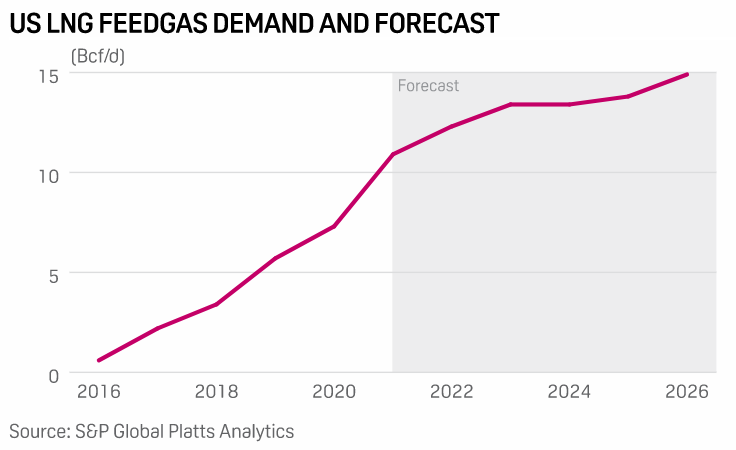 US LNG FEEDGAS DEMAND AND FORECAST
(Bcf/d)
15
Forecast
10
5
0
2016 2018 2020 2022 2024 2026
Source: S&P Global Platts Analytics